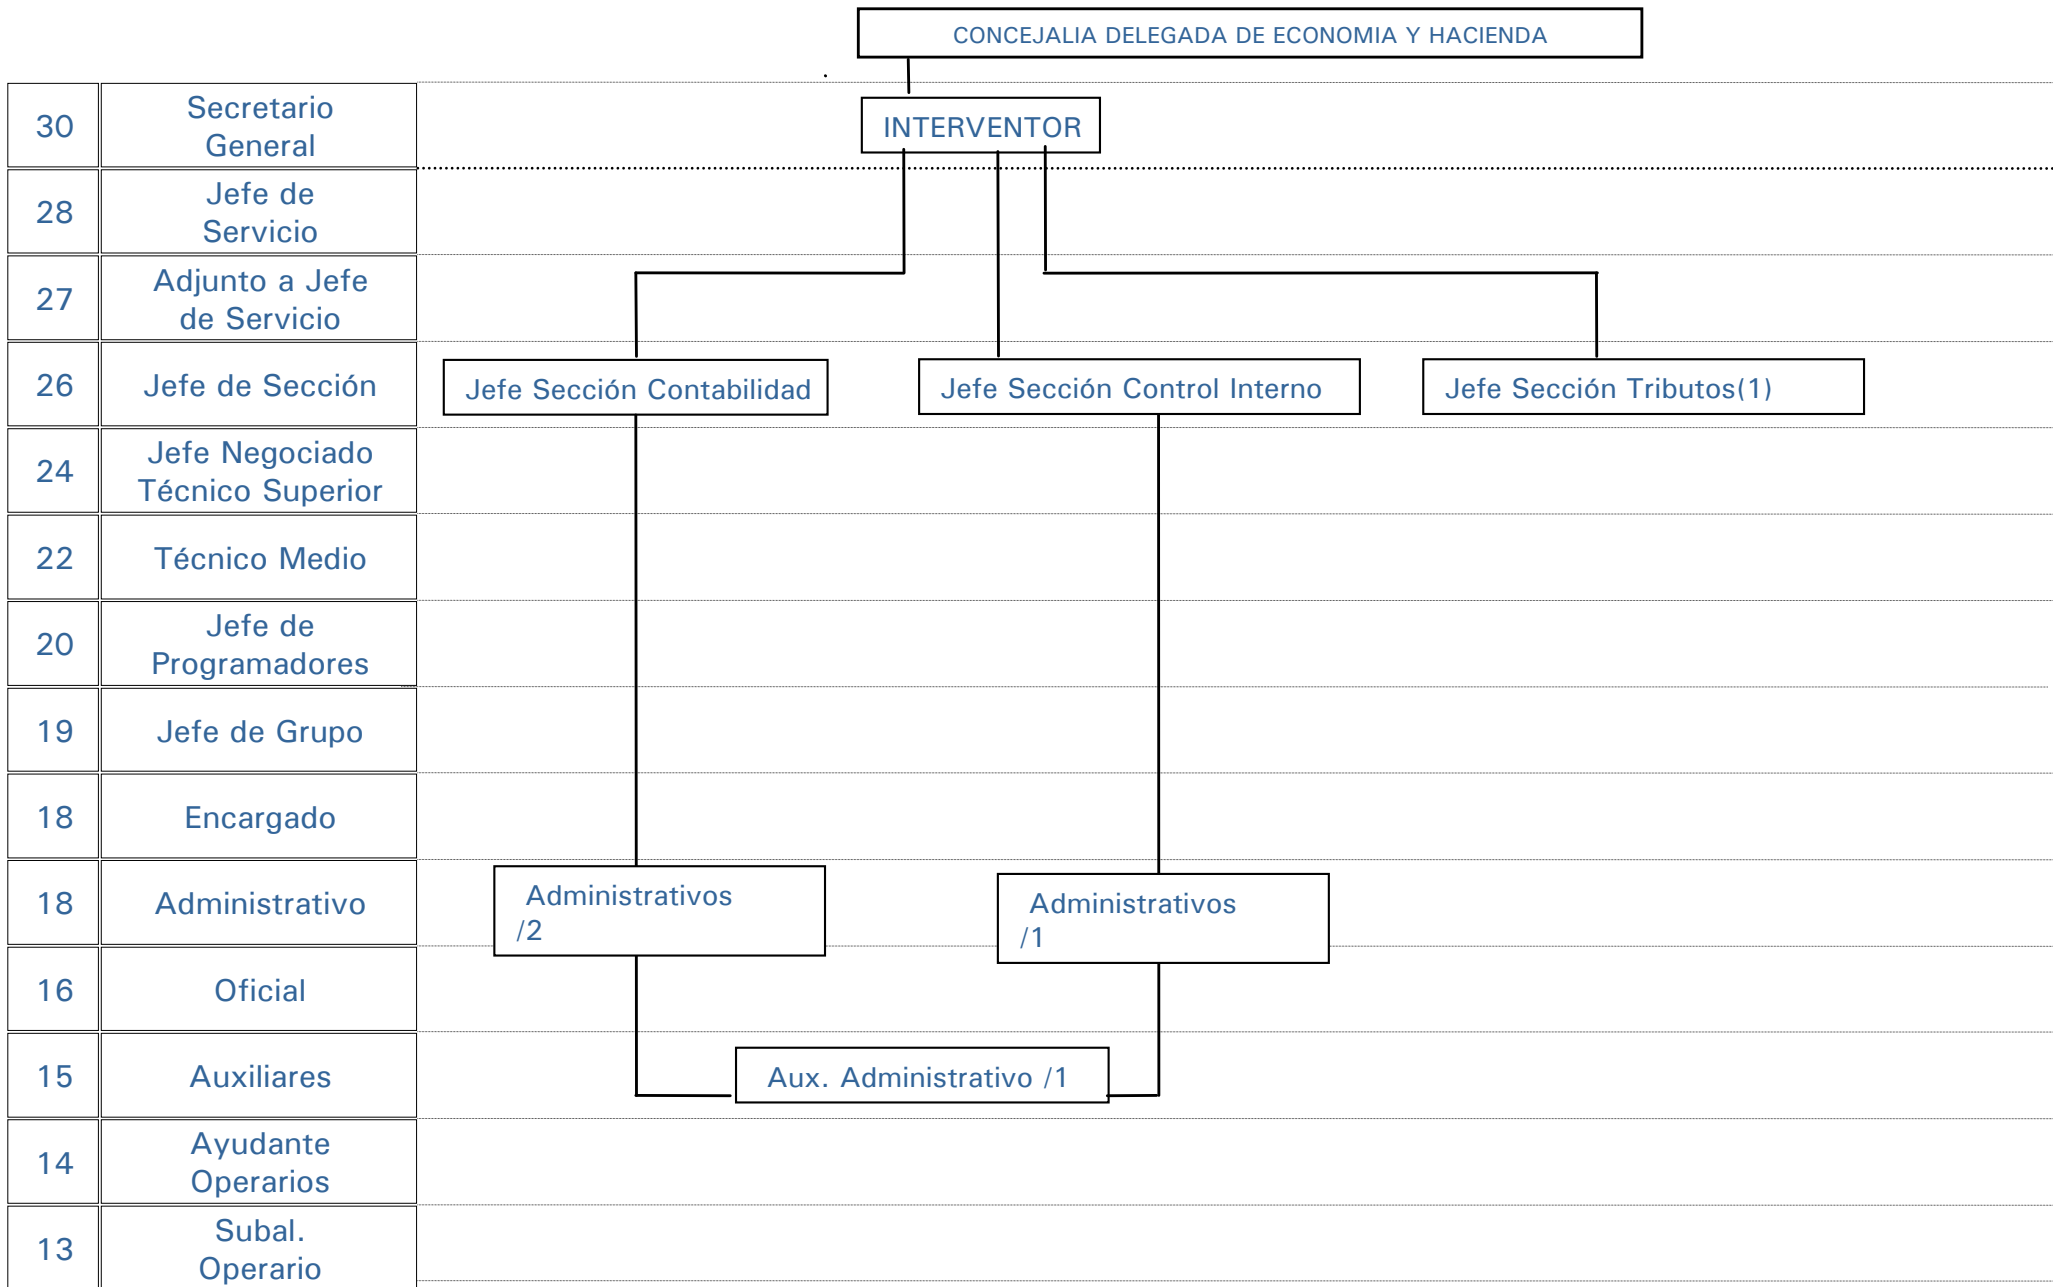 CONCEJALIA DELEGADA DE ECONOMIA Y HACIENDA
30
Secretario
General
INTERVENTOR
28
Jefe de
Servicio
27
Adjunto a Jefe
de Servicio
26
Jefe de Sección
Jefe Sección Contabilidad
Jefe Sección Control Interno
Jefe Sección Tributos(1)
24
Jefe Negociado
Técnico Superior
22
Técnico Medio
20
Jefe de
Programadores
19
Jefe de Grupo
18
Encargado
18
Administrativo
Administrativos
/2
Administrativos
/1
16
Oficial
15
Auxiliares
Aux. Administrativo /1
14
Ayudante
Operarios
13
Subal.
Operario